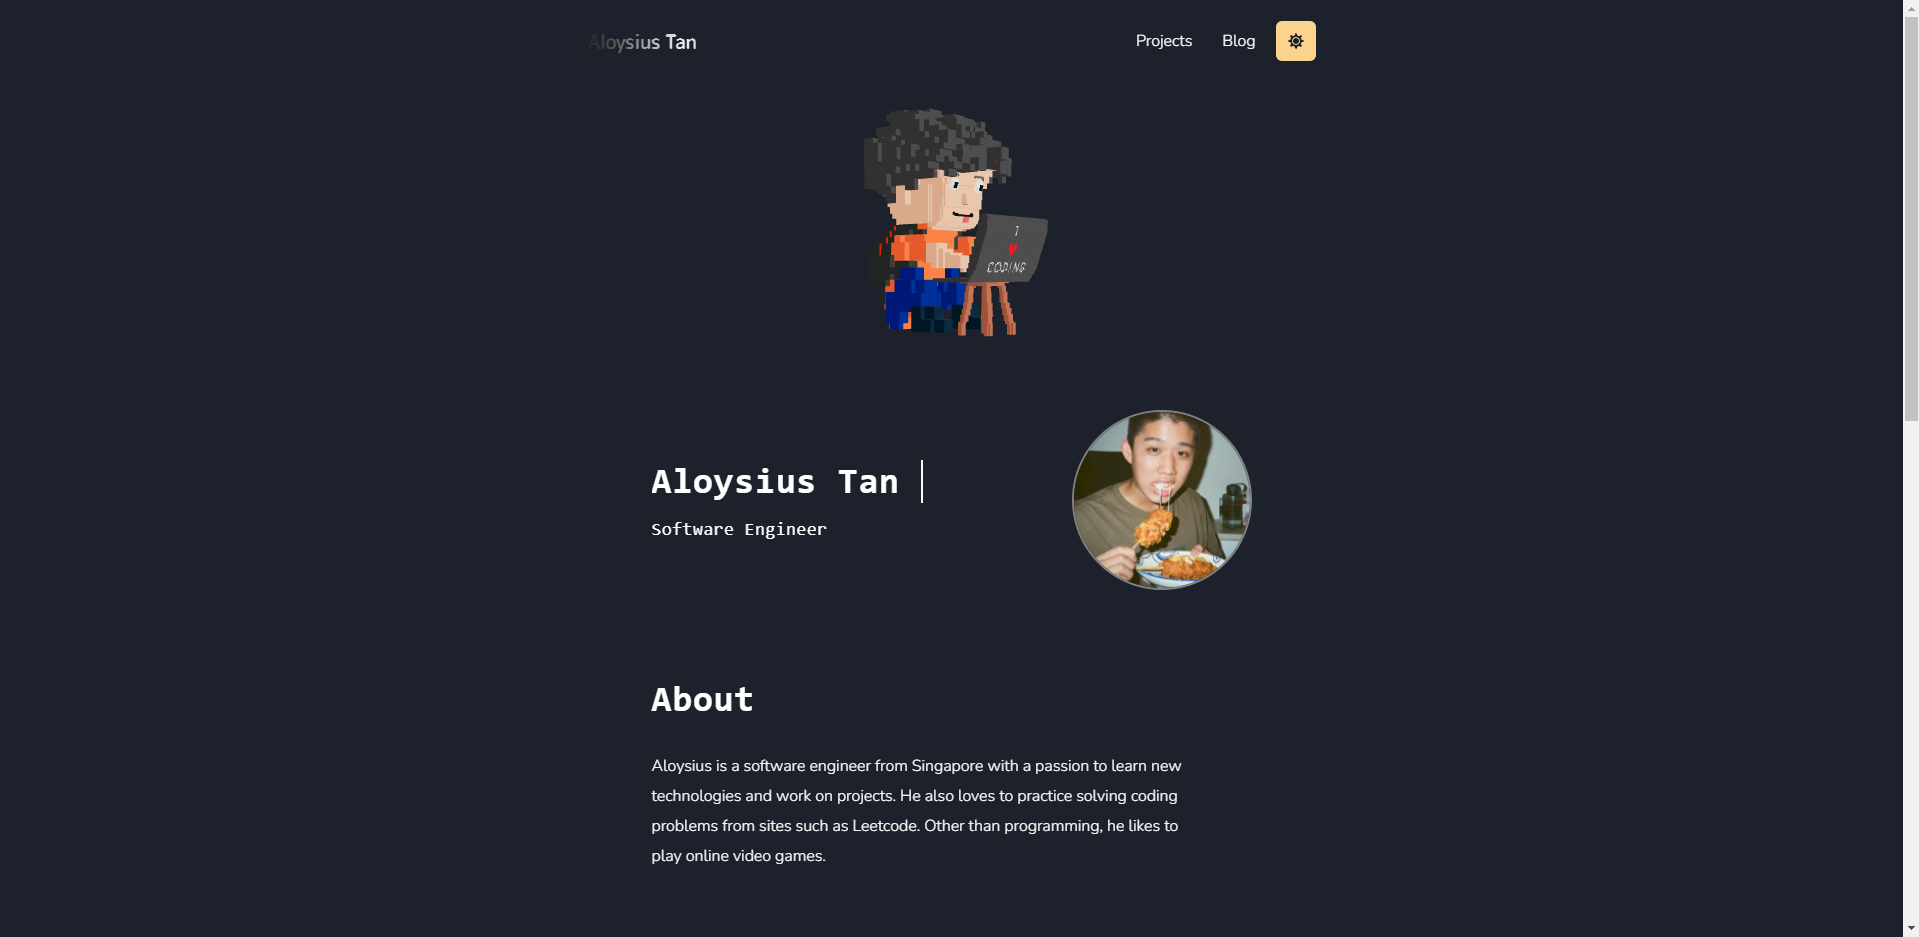 Aloysius Tan
Projects
Blog
I
CODING
Aloysius Tan
Software Engineer
About
Aloysius is a software engineer from Singapore with a passion to learn new
technologies and work on projects. He also loves to practice solving coding
problems from sites such as Leetcode. Other than programming, he likes to
play online video games.